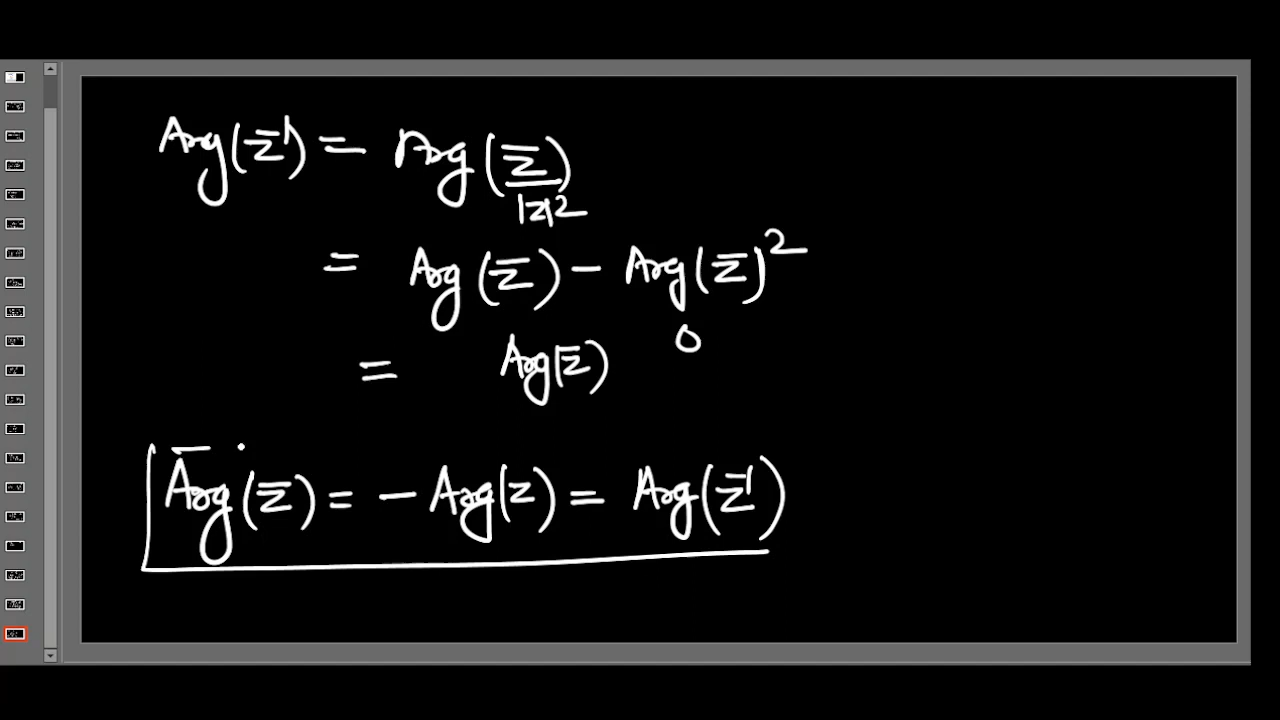 Arg(z⁻¹) = Arg(z̅/|z|²)
= Arg(z̅) − Arg(z̅)²
0
= Arg(z̅)
Arg(z̅) = − Arg(z) = Arg(z⁻¹)